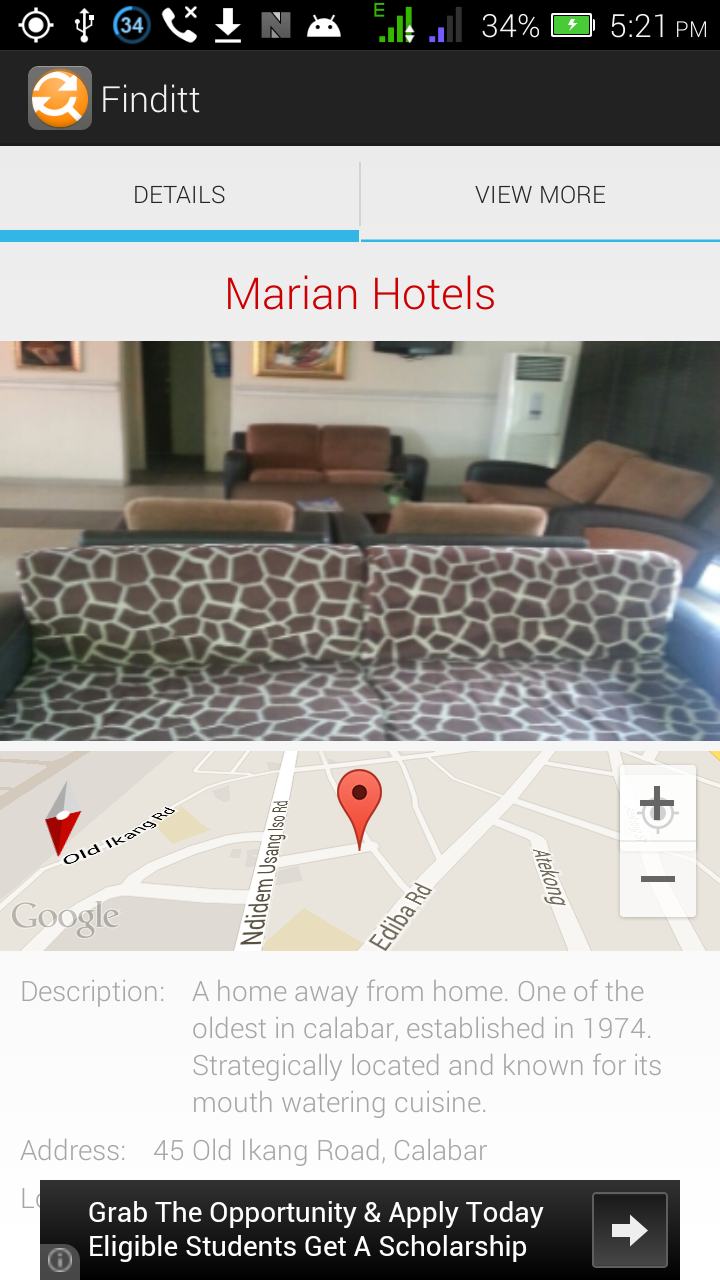 34
E
34%
5:21 PM
Finditt
DETAILS
VIEW MORE
Marian Hotels
Old Ikang Rd
Ndidem Usang Iso Rd
Ediba Rd
Atekong
Google
Description: A home away from home. One of the
oldest in calabar, established in 1974.
Strategically located and known for its
mouth watering cuisine.
Address: 45 Old Ikang Road, Calabar
Grab The Opportunity & Apply Today
Eligible Students Get A Scholarship